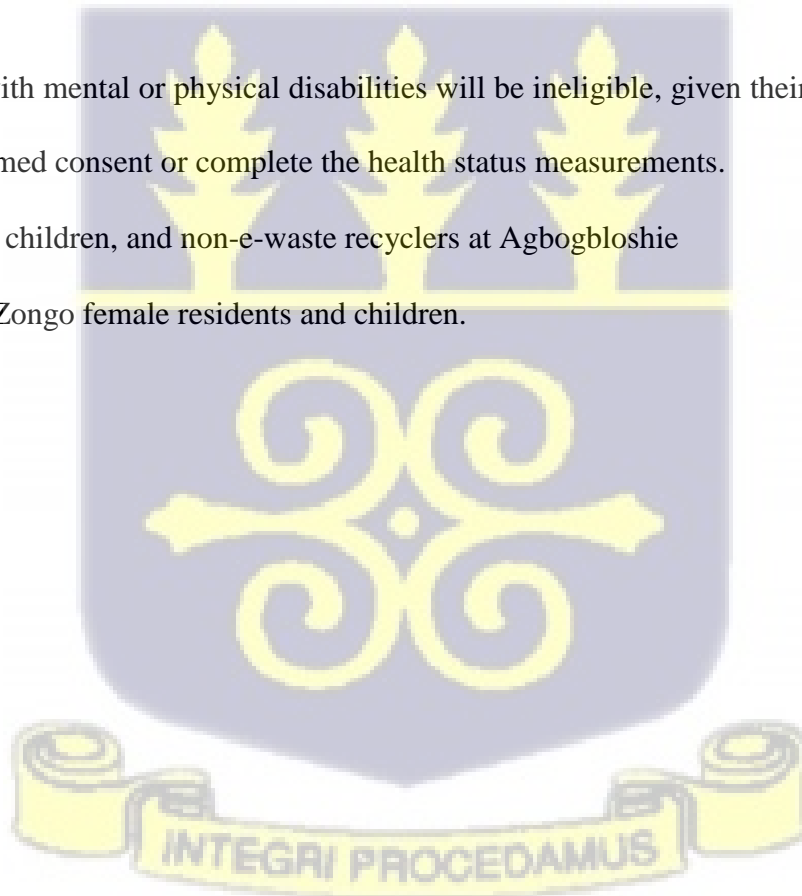 with mental or physical disabilities will be ineligible, given their
med consent or complete the health status measurements.
children, and non-e-waste recyclers at Agbogbloshie
Zongo female residents and children.
INTEGRI PROCEDAMUS